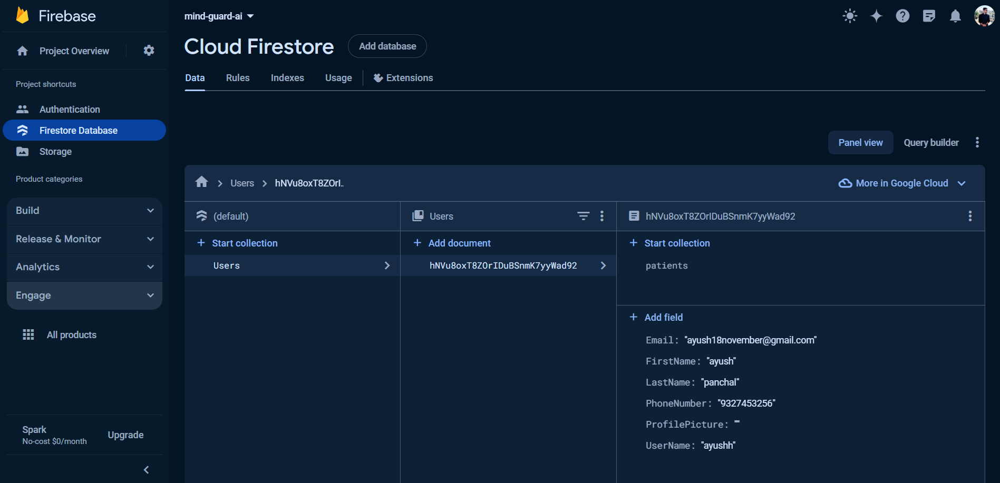 Firebase
mind-guard-ai
Project Overview
Cloud Firestore
Add database
Data
Rules
Indexes
Usage
Extensions
Project shortcuts
Authentication
Firestore Database
Storage
Product categories
Build
Release & Monitor
Analytics
Engage
All products
Spark
No-cost $0/month
Upgrade
Panel view
Query builder
Users
hNVu8oxT8ZOrI..
More in Google Cloud
(default)
Start collection
Users
Users
Add document
hNVu8oxT8ZOrIDuBSnmK7yyWad92
hNVu8oxT8ZOrIDuBSnmK7yyWad92
Start collection
patients
Add field
Email: "ayush18november@gmail.com"
FirstName: "ayush"
LastName: "panchal"
PhoneNumber: "9327453256"
ProfilePicture: ""
UserName: "ayushh"